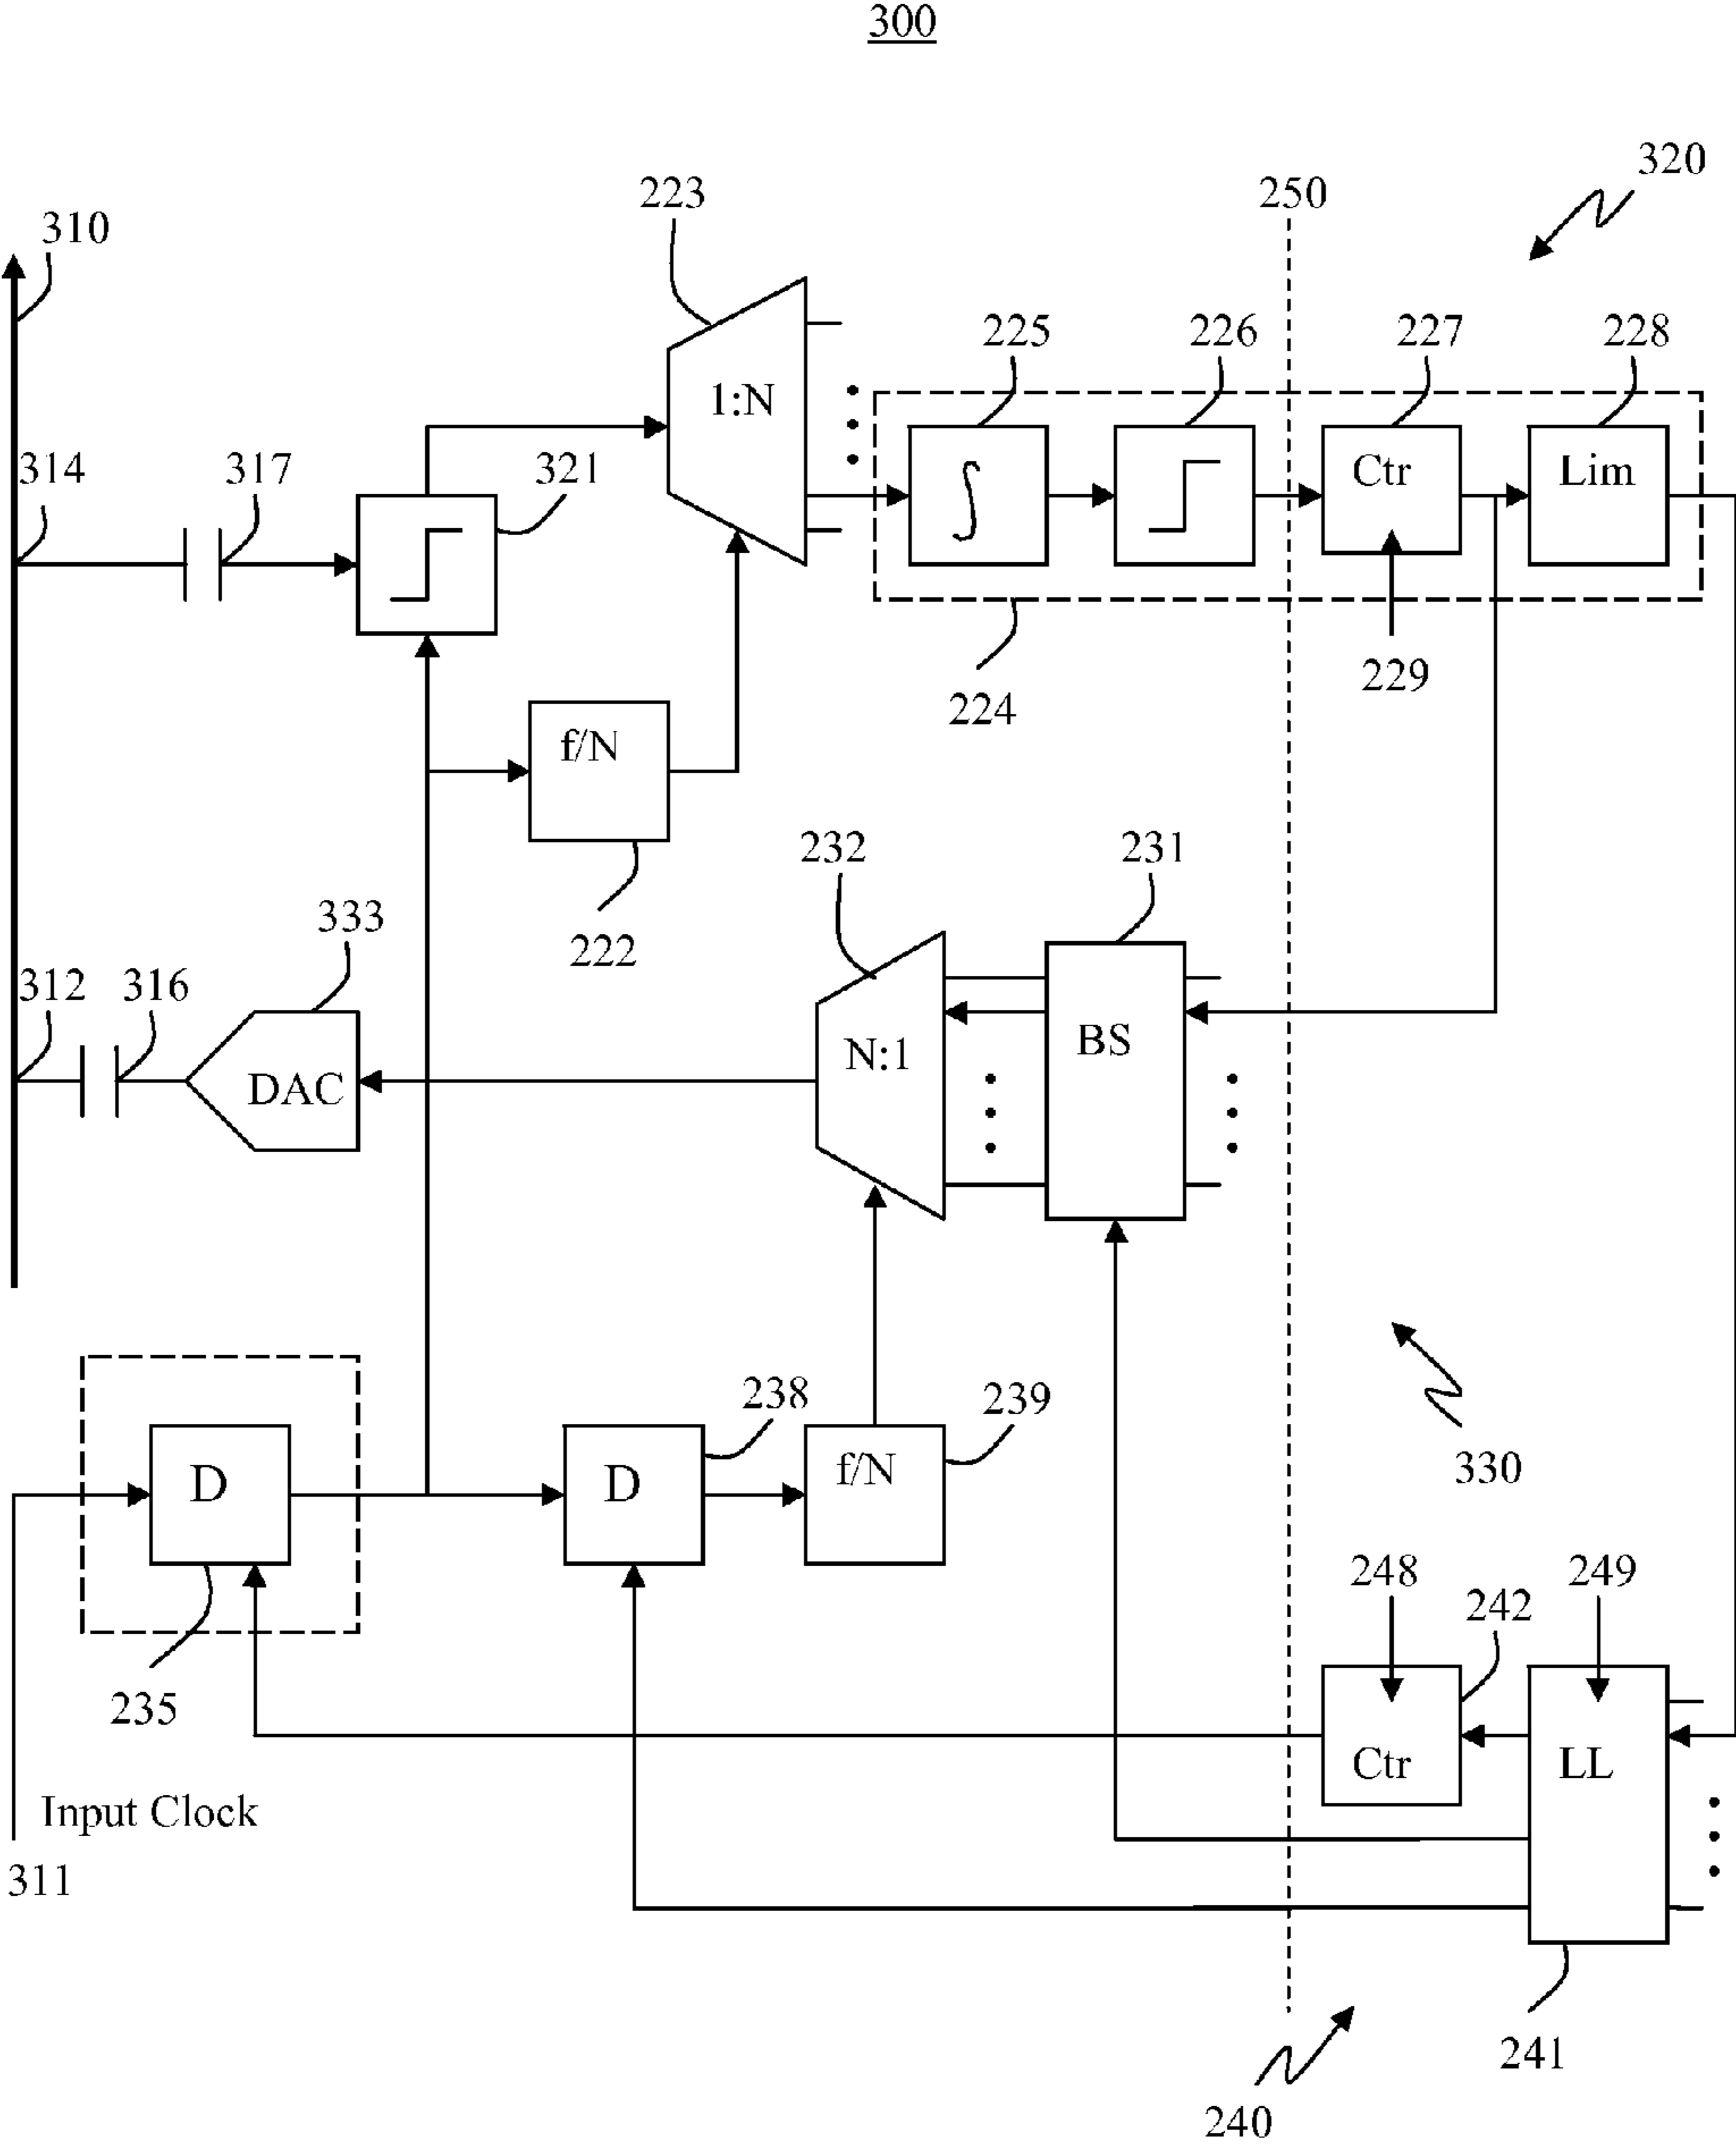 300
320
223
250
310
225
226
227
228
1:N
314
317
321
∫
Ctr
Lim
229
224
f/N
222
232
231
333
312
316
N:1
BS
DAC
238
239
330
D
D
f/N
248
249
242
235
Ctr
LL
Input Clock
311
241
240